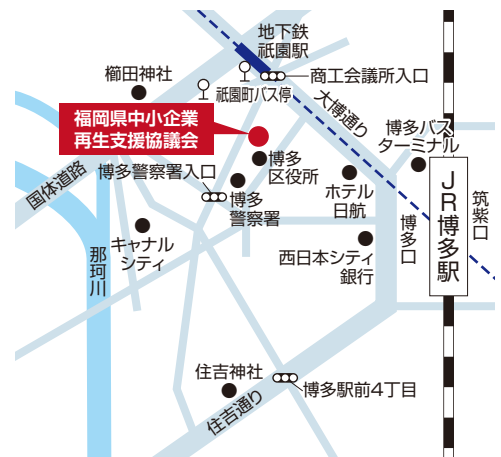 地下鉄
祇園駅
櫛田神社
祇園町バス停
商工会議所入口
大博通り
福岡県中小企業
再生支援協議会
博多バス
ターミナル
国体道路
博多警察署入口
博多
区役所
博多
警察署
ホテル
日航
JR博多駅
筑紫口
博多口
キャナル
シティ
那珂川
西日本シティ
銀行
住吉神社
博多駅前4丁目
住吉通り